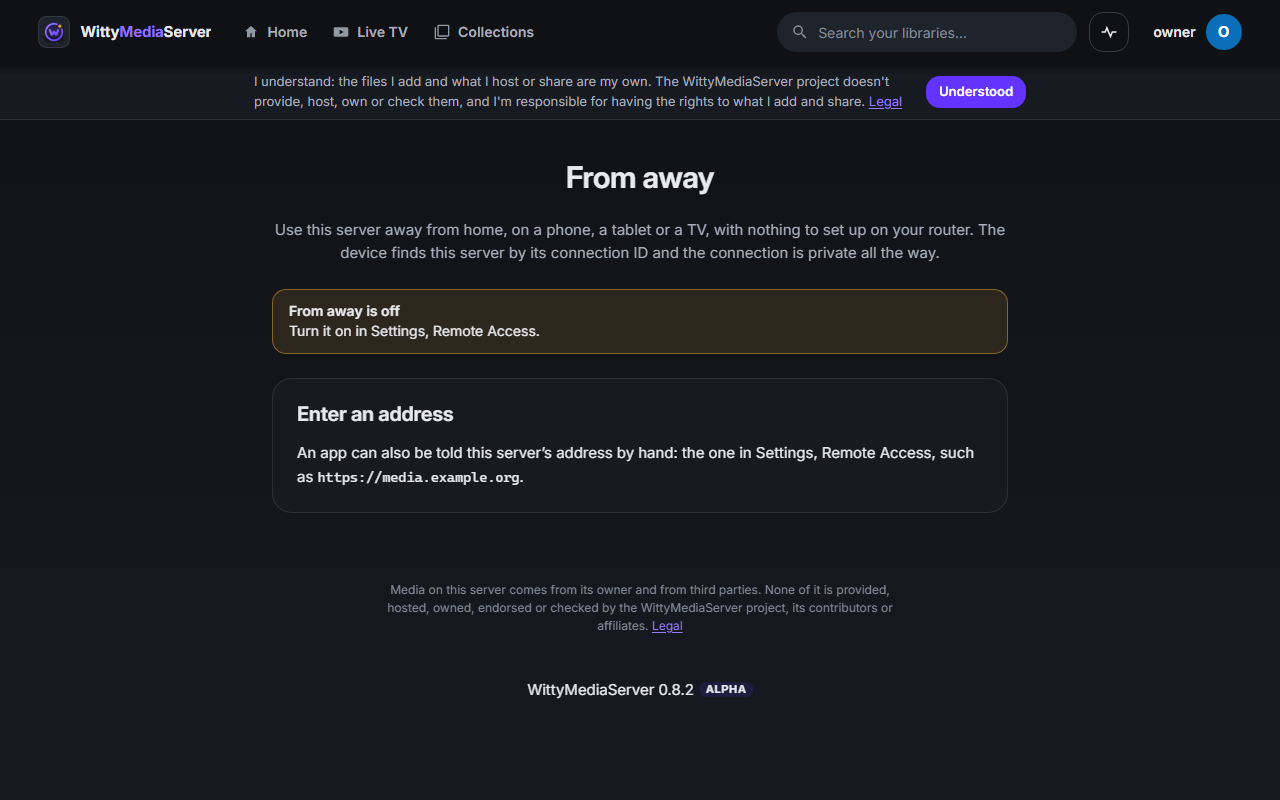 WittyMediaServer
Home
Live TV
Collections
Search your libraries...
owner
O
I understand: the files I add and what I host or share are my own. The WittyMediaServer project doesn't
provide, host, own or check them, and I'm responsible for having the rights to what I add and share. Legal
Understood
From away
Use this server away from home, on a phone, a tablet or a TV, with nothing to set up on your router. The
device finds this server by its connection ID and the connection is private all the way.
From away is off
Turn it on in Settings, Remote Access.
Enter an address
An app can also be told this server’s address by hand: the one in Settings, Remote Access, such
as https://media.example.org.
Media on this server comes from its owner and from third parties. None of it is provided,
hosted, owned, endorsed or checked by the WittyMediaServer project, its contributors or
affiliates. Legal
WittyMediaServer 0.8.2 ALPHA